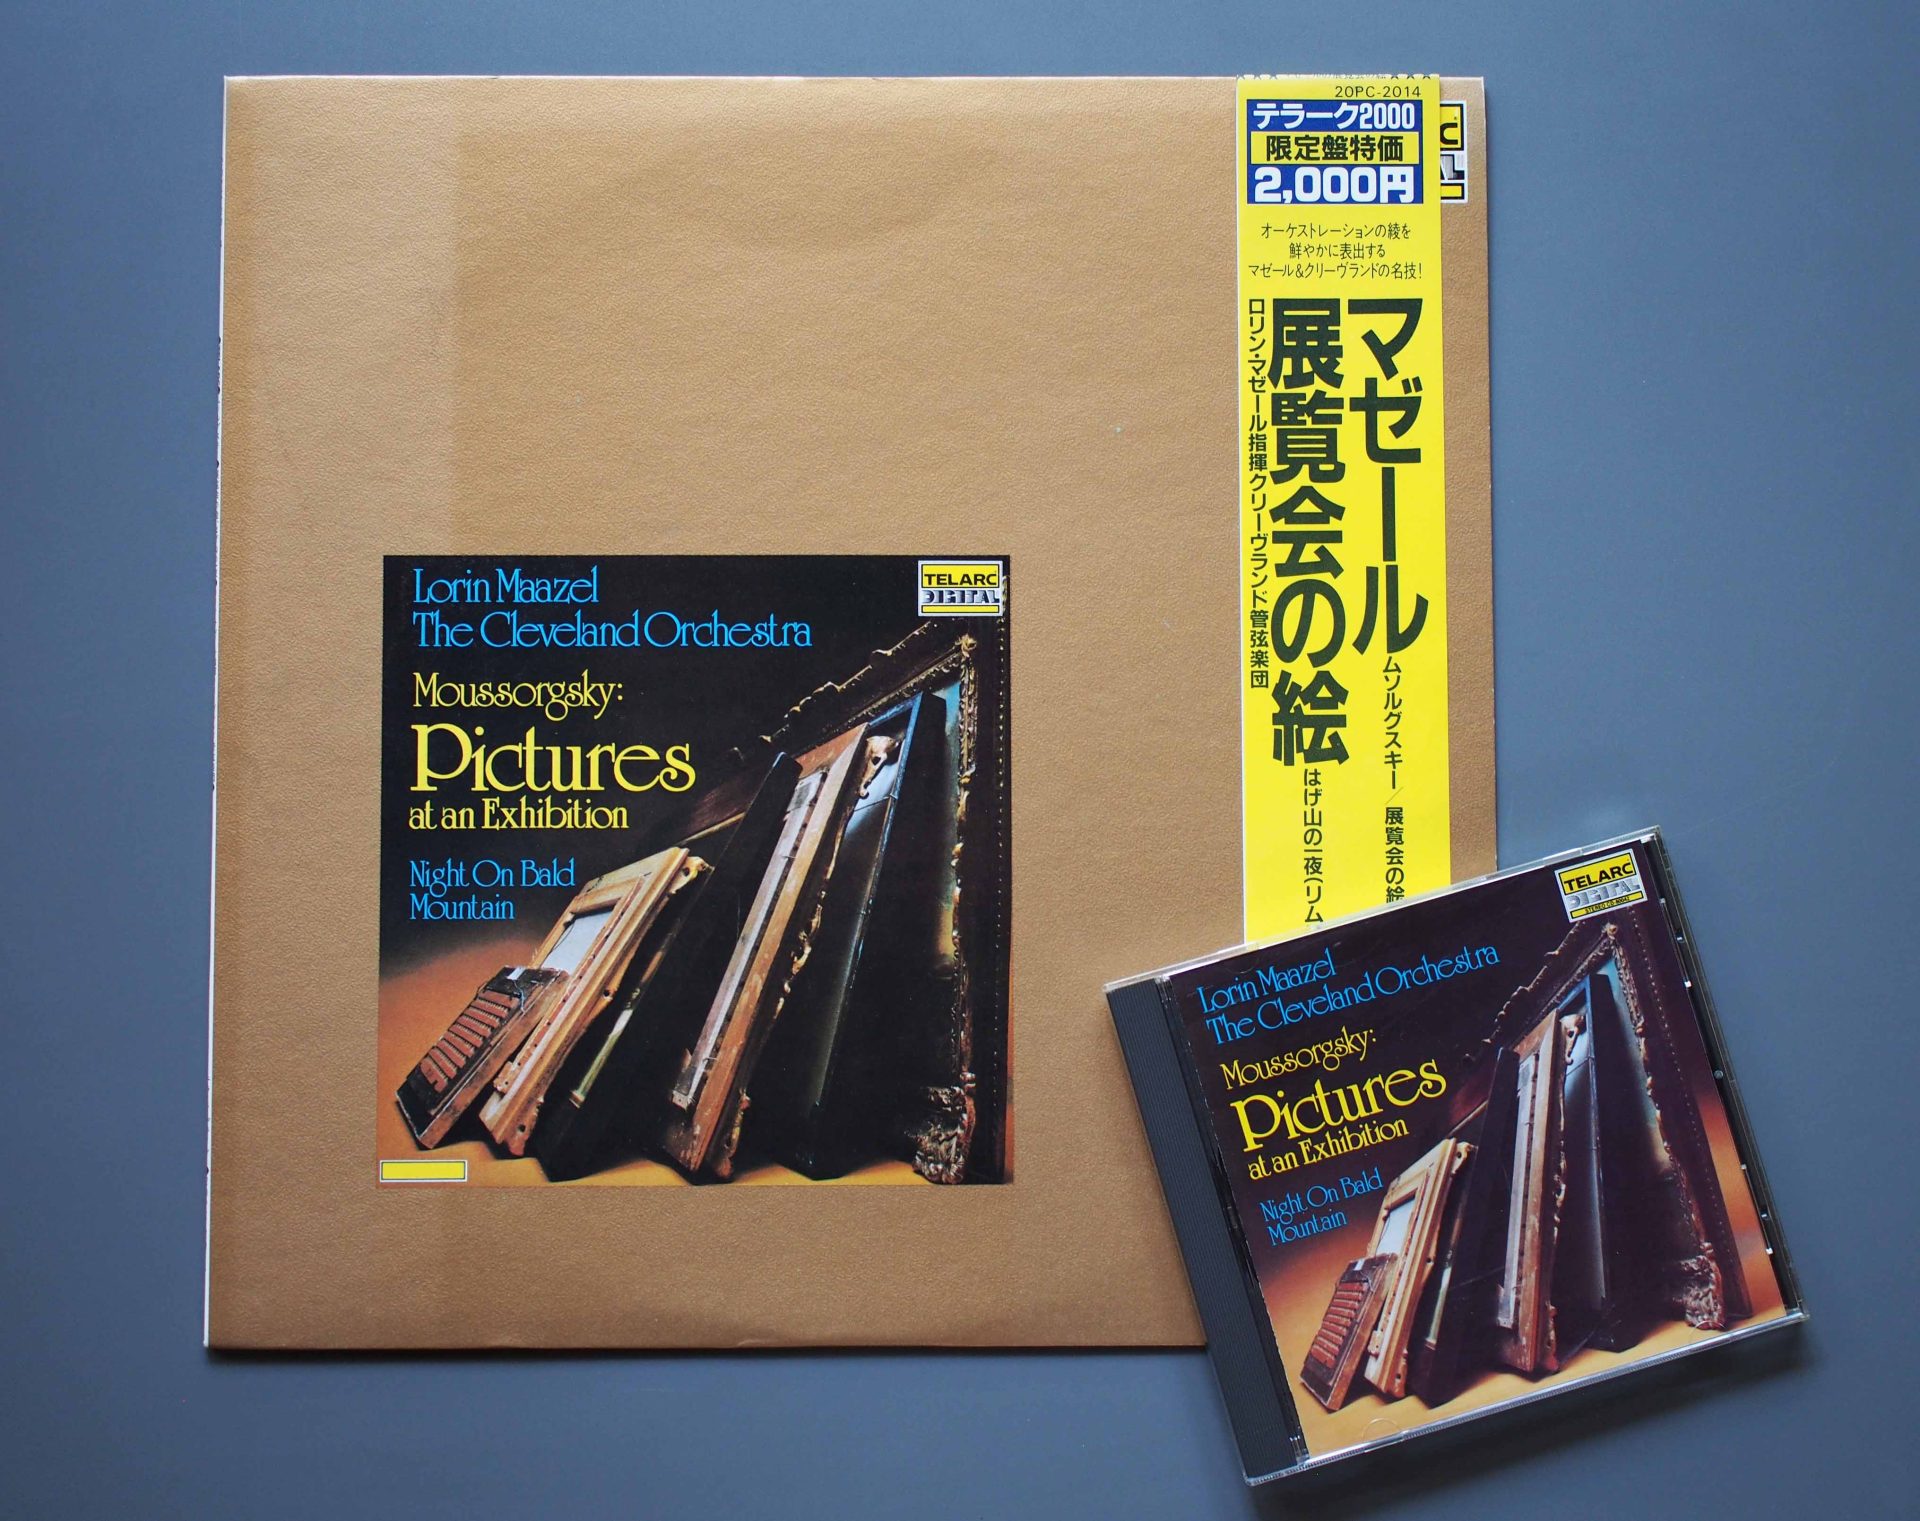 20PC-2014
テラーク2000
限定盤特価
2,000円
オーケストレーションの綾を
鮮やかに表出する
マゼール&クリーヴランドの名技!
マゼール
ムソルグスキー/展覧会の絵
展覧会の絵
はげ山の一夜(リム
ロリン・マゼール指揮クリーヴランド管弦楽団
Lorin Maazel
The Cleveland Orchestra
TELARC
DIGITAL
Moussorgsky:
Pictures
at an Exhibition
Night On Bald
Mountain
TELARC
DIGITAL
STEREO CD-80042
Lorin Maazel
The Cleveland Orchestra
Moussorgsky:
Pictures
at an Exhibition
Night On Bald
Mountain